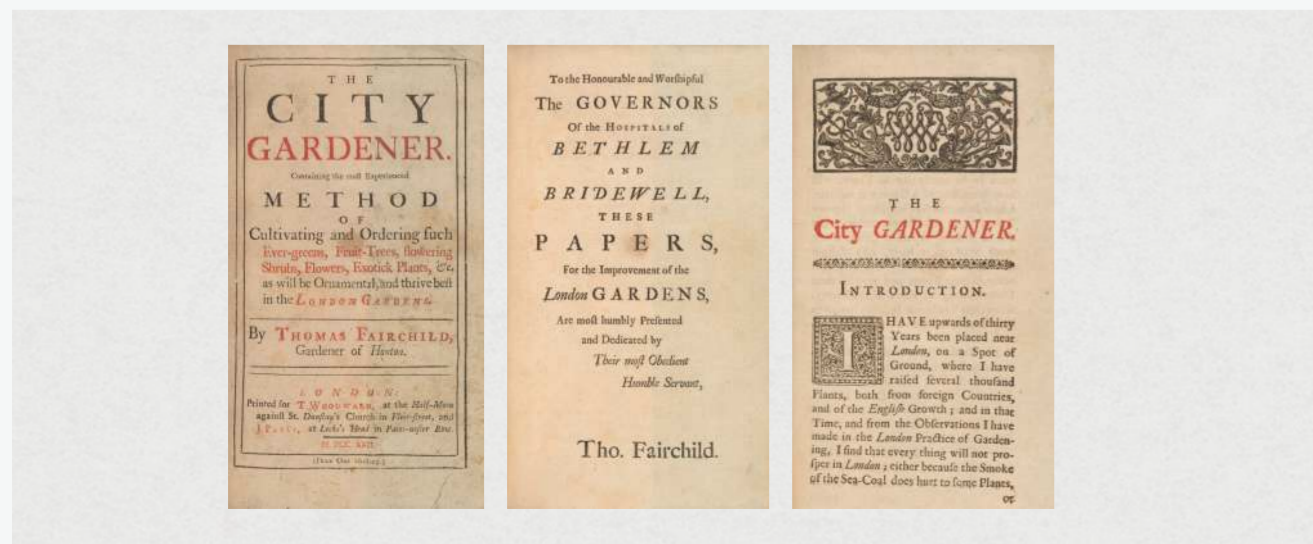 THE
CITY
GARDENER.
Containing the moſt Experienced
METHOD
OF
Cultivating and Ordering ſuch
Ever-greens, Fruit-Trees, flowering
Shrubs, Flowers, Exotick Plants, &c.
as will be Ornamental, and thrive beſt
in the LONDON GARDENS.
By THOMAS FAIRCHILD,
Gardener of Hoxton.
LONDON:
Printed for T. WOODWARD, at the Half-Moon
againſt St. Dunſtan's Church in Fleet-ſtreet, and
J. PEELE, at Locke's Head in Pater-noſter Row.
M.DCC.XXII.
(Price One Shilling.)
To the Honourable and Worſhipful
The GOVERNORS
Of the HOSPITALS of
BETHLEM
AND
BRIDEWELL,
THESE
PAPERS,
For the Improvement of the
London GARDENS,
Are moſt humbly Preſented
and Dedicated by
Their moſt Obedient
Humble Servant,
Tho. Fairchild.
THE
City GARDENER.
INTRODUCTION.
I HAVE upwards of thirty
Years been placed near
London, on a Spot of
Ground, where I have
raiſed ſeveral thouſand
Plants, both from foreign Countries,
and of the Engliſh Growth; and in that
Time, and from the Obſervations I have
made in the London Practice of Garden-
ing, I find that every thing will not pro-
ſper in London; either becauſe the Smoke
of the Sea-Coal does hurt to ſome Plants,
or